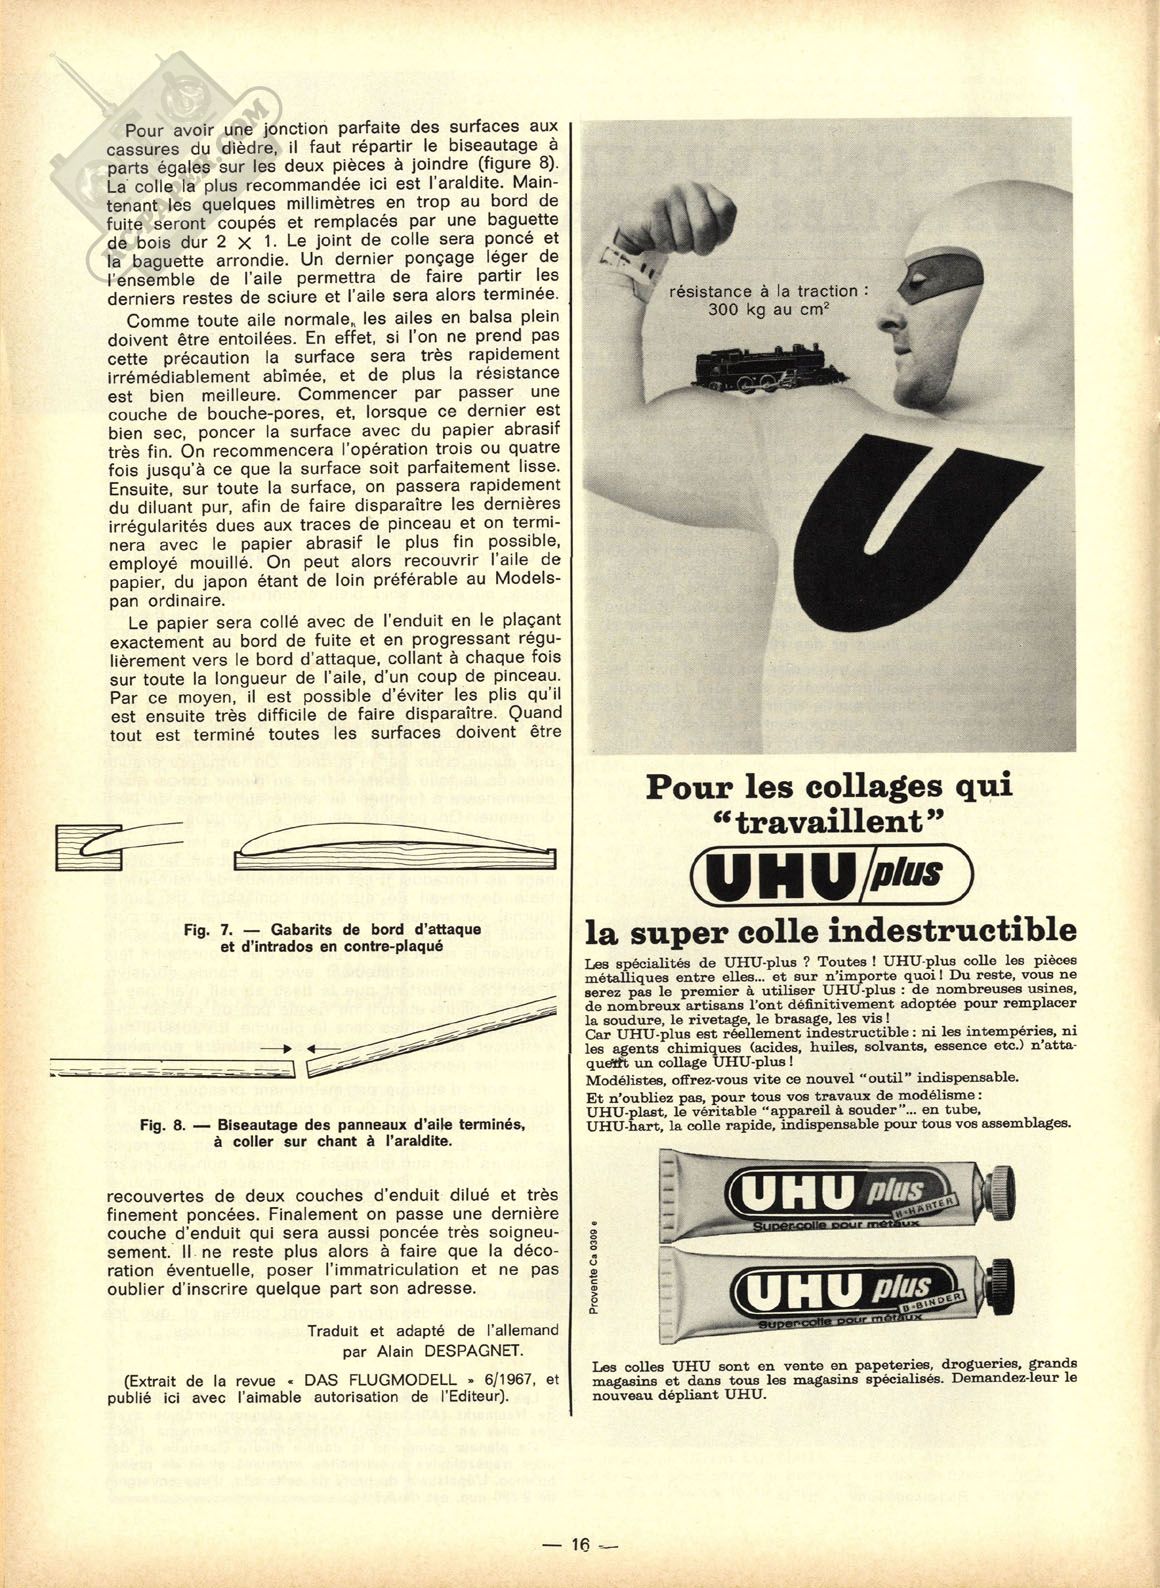 RCPAPER.COM
Pour avoir une jonction parfaite des surfaces aux
cassures du dièdre, il faut répartir le biseautage à
parts égales sur les deux pièces à joindre (figure 8).
La colle la plus recommandée ici est l'araldite. Main-
tenant les quelques millimètres en trop au bord de
fuite seront coupés et remplacés par une baguette
de bois dur 2 × 1. Le joint de colle sera poncé et
la baguette arrondie. Un dernier ponçage léger de
l'ensemble de l'aile permettra de faire partir les
derniers restes de sciure et l'aile sera alors terminée.
Comme toute aile normale, les ailes en balsa plein
doivent être entoilées. En effet, si l'on ne prend pas
cette précaution la surface sera très rapidement
irrémédiablement abîmée, et de plus la résistance
est bien meilleure. Commencer par passer une
couche de bouche-pores, et, lorsque ce dernier est
bien sec, poncer la surface avec du papier abrasif
très fin. On recommencera l'opération trois ou quatre
fois jusqu'à ce que la surface soit parfaitement lisse.
Ensuite, sur toute la surface, on passera rapidement
du diluant pur, afin de faire disparaître les dernières
irrégularités dues aux traces de pinceau et on termi-
nera avec le papier abrasif le plus fin possible,
employé mouillé. On peut alors recouvrir l'aile de
papier, du japon étant de loin préférable au Models-
pan ordinaire.
Le papier sera collé avec de l'enduit en le plaçant
exactement au bord de fuite et en progressant régu-
lièrement vers le bord d'attaque, collant à chaque fois
sur toute la longueur de l'aile, d'un coup de pinceau.
Par ce moyen, il est possible d'éviter les plis qu'il
est ensuite très difficile de faire disparaître. Quand
tout est terminé toutes les surfaces doivent être
Fig. 7. — Gabarits de bord d'attaque
et d'intrados en contre-plaqué
Fig. 8. — Biseautage des panneaux d'aile terminés,
à coller sur chant à l'araldite.
recouvertes de deux couches d'enduit dilué et très
finement poncées. Finalement on passe une dernière
couche d'enduit qui sera aussi poncée très soigneu-
sement. Il ne reste plus alors à faire que la déco-
ration éventuelle, poser l'immatriculation et ne pas
oublier d'inscrire quelque part son adresse.
Traduit et adapté de l'allemand
par Alain DESPAGNET.
(Extrait de la revue « DAS FLUGMODELL » 6/1967, et
publié ici avec l'aimable autorisation de l'Editeur).
résistance à la traction :
300 kg au cm²
U
Pour les collages qui
“travaillent”
UHU plus
la super colle indestructible
Les spécialités de UHU-plus ? Toutes ! UHU-plus colle les pièces
métalliques entre elles... et sur n'importe quoi ! Du reste, vous ne
serez pas le premier à utiliser UHU-plus : de nombreuses usines,
de nombreux artisans l'ont définitivement adoptée pour remplacer
la soudure, le rivetage, le brasage, les vis !
Car UHU-plus est réellement indestructible : ni les intempéries, ni
les agents chimiques (acides, huiles, solvants, essence etc.) n'atta-
quent un collage UHU-plus !
Modélistes, offrez-vous vite ce nouvel “outil” indispensable.
Et n'oubliez pas, pour tous vos travaux de modélisme :
UHU-plast, le véritable “appareil à souder”... en tube,
UHU-hart, la colle rapide, indispensable pour tous vos assemblages.
UHU plus
H=HÄRTER
Super-colle pour métaux
UHU plus
B=BINDER
Super-colle pour métaux
Provente Ca 0309 e
Les colles UHU sont en vente en papeteries, drogueries, grands
magasins et dans tous les magasins spécialisés. Demandez-leur le
nouveau dépliant UHU.
— 16 —